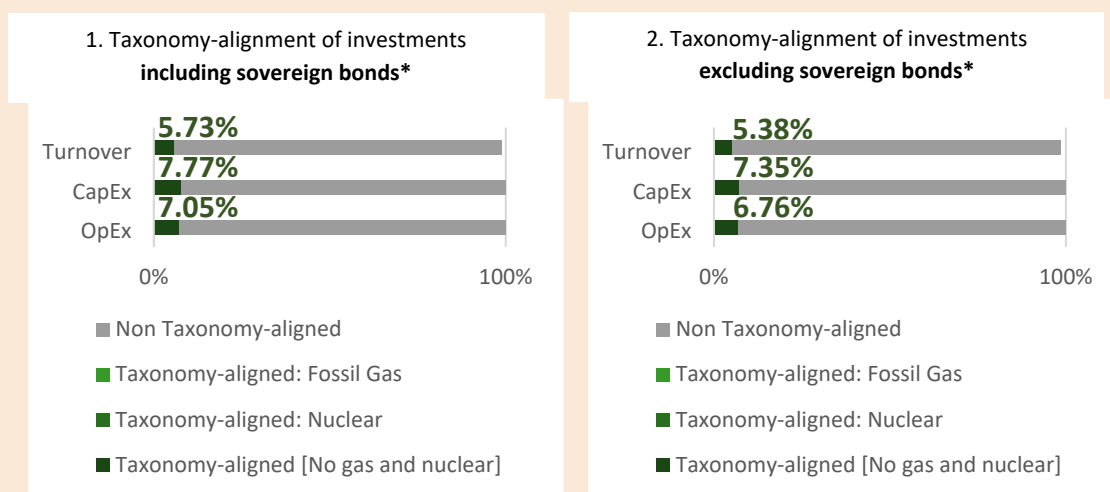 1. Taxonomy-alignment of investments
including sovereign bonds*
5.73%
Turnover
7.77%
CapEx
7.05%
OpEx
0%
100%
Non Taxonomy-aligned
Taxonomy-aligned: Fossil Gas
Taxonomy-aligned: Nuclear
Taxonomy-aligned [No gas and nuclear]
2. Taxonomy-alignment of investments
excluding sovereign bonds*
5.38%
Turnover
7.35%
CapEx
6.76%
OpEx
0%
100%
Non Taxonomy-aligned
Taxonomy-aligned: Fossil Gas
Taxonomy-aligned: Nuclear
Taxonomy-aligned [No gas and nuclear]